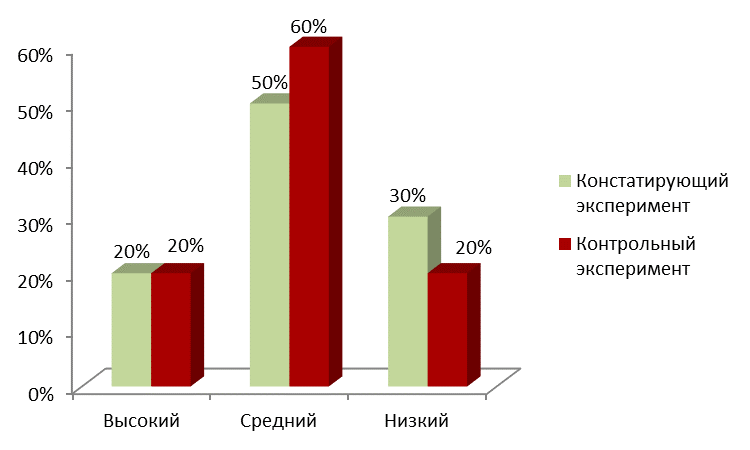 60%
50%
40%
30%
20%
10%
0%
20%
20%
50%
60%
30%
20%
Высокий
Средний
Низкий
Констатирующий
эксперимент
Контрольный
эксперимент